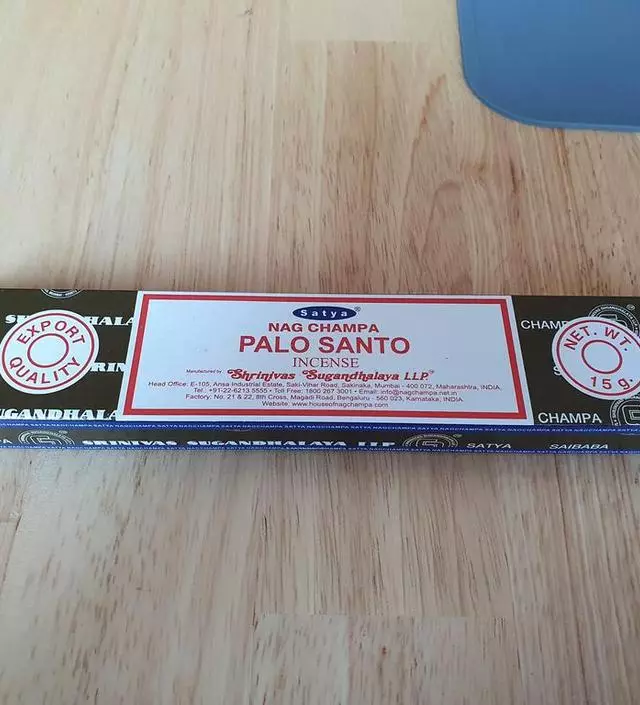 Satya
NAG CHAMPA
PALO SANTO
INCENSE
Manufactured by Shrinivas Sugandhalaya LLP
Head Office: E-105, Ansa Industrial Estate, Saki-Vihar Road, Sakinaka, Mumbai - 400 072, Maharashtra, INDIA.
Tel.: +91-22-6213 5555 • Toll Free: 1800 267 3001 • Email: info@nagchampa.net.in
Factory: No. 21 & 22, 8th Cross, Magadi Road, Bengaluru - 560 023, Karnataka, INDIA.
Website: www.houseofnagchampa.com
EXPORT
QUALITY
NET. WT.
15 g.
CHAMPA
UGANDHALA
SRINIVAS SUGANDHALAYA LLP
SATYA
SAIBABA